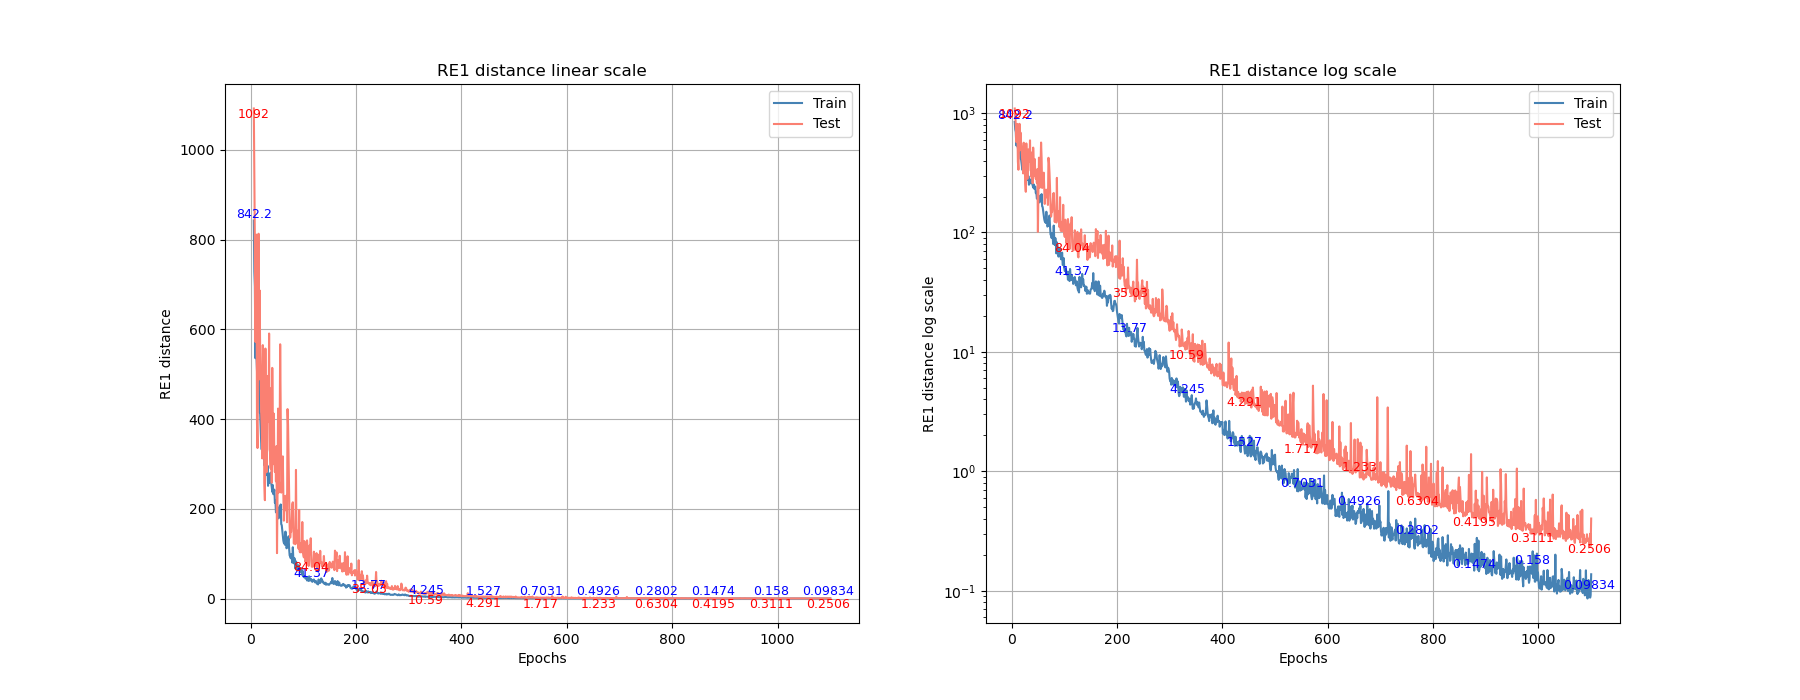 RE1 distance linear scale
RE1 distance
1000
800
600
400
200
0
0 200 400 600 800 1000
Epochs
Train
Test
1092
842.2
84.04
41.37
13.77
35.03
4.245 1.527 0.7031 0.4926 0.2802 0.1474 0.158 0.09834
10.59 4.291 1.717 1.233 0.6304 0.4195 0.3111 0.2506
RE1 distance log scale
RE1 distance log scale
10³
10²
10¹
10⁰
10⁻¹
0 200 400 600 800 1000
Epochs
Train
Test
1092
842.2
84.04
41.37
35.03
13.77
10.59
4.245
4.291
1.527
1.717
0.7031
1.233
0.4926
0.6304
0.2802
0.4195
0.1474
0.3111
0.158
0.2506
0.09834